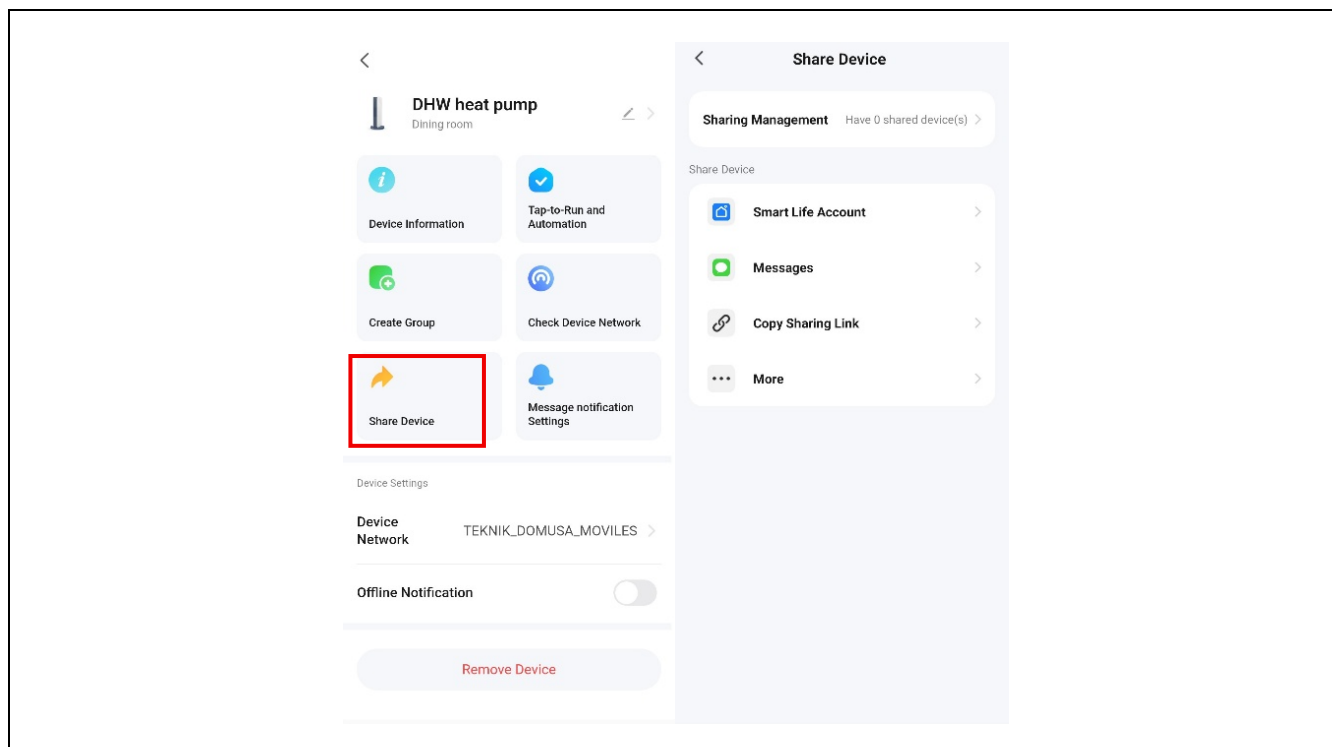 DHW heat pump
Dining room
Device Information
Tap-to-Run and
Automation
Create Group
Check Device Network
Share Device
Message notification
Settings
Device Settings
Device
Network
TEKNIK_DOMUSA_MOVILES
Offline Notification
Remove Device
Share Device
Sharing Management Have 0 shared device(s)
Share Device
Smart Life Account
Messages
Copy Sharing Link
More